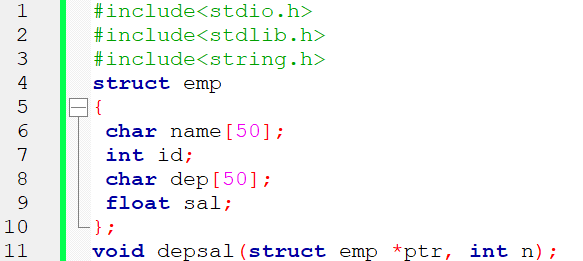 1 #include<stdio.h>
2 #include<stdlib.h>
3 #include<string.h>
4 struct emp
5 {
6 char name[50];
7 int id;
8 char dep[50];
9 float sal;
10 };
11 void depsal(struct emp *ptr, int n);